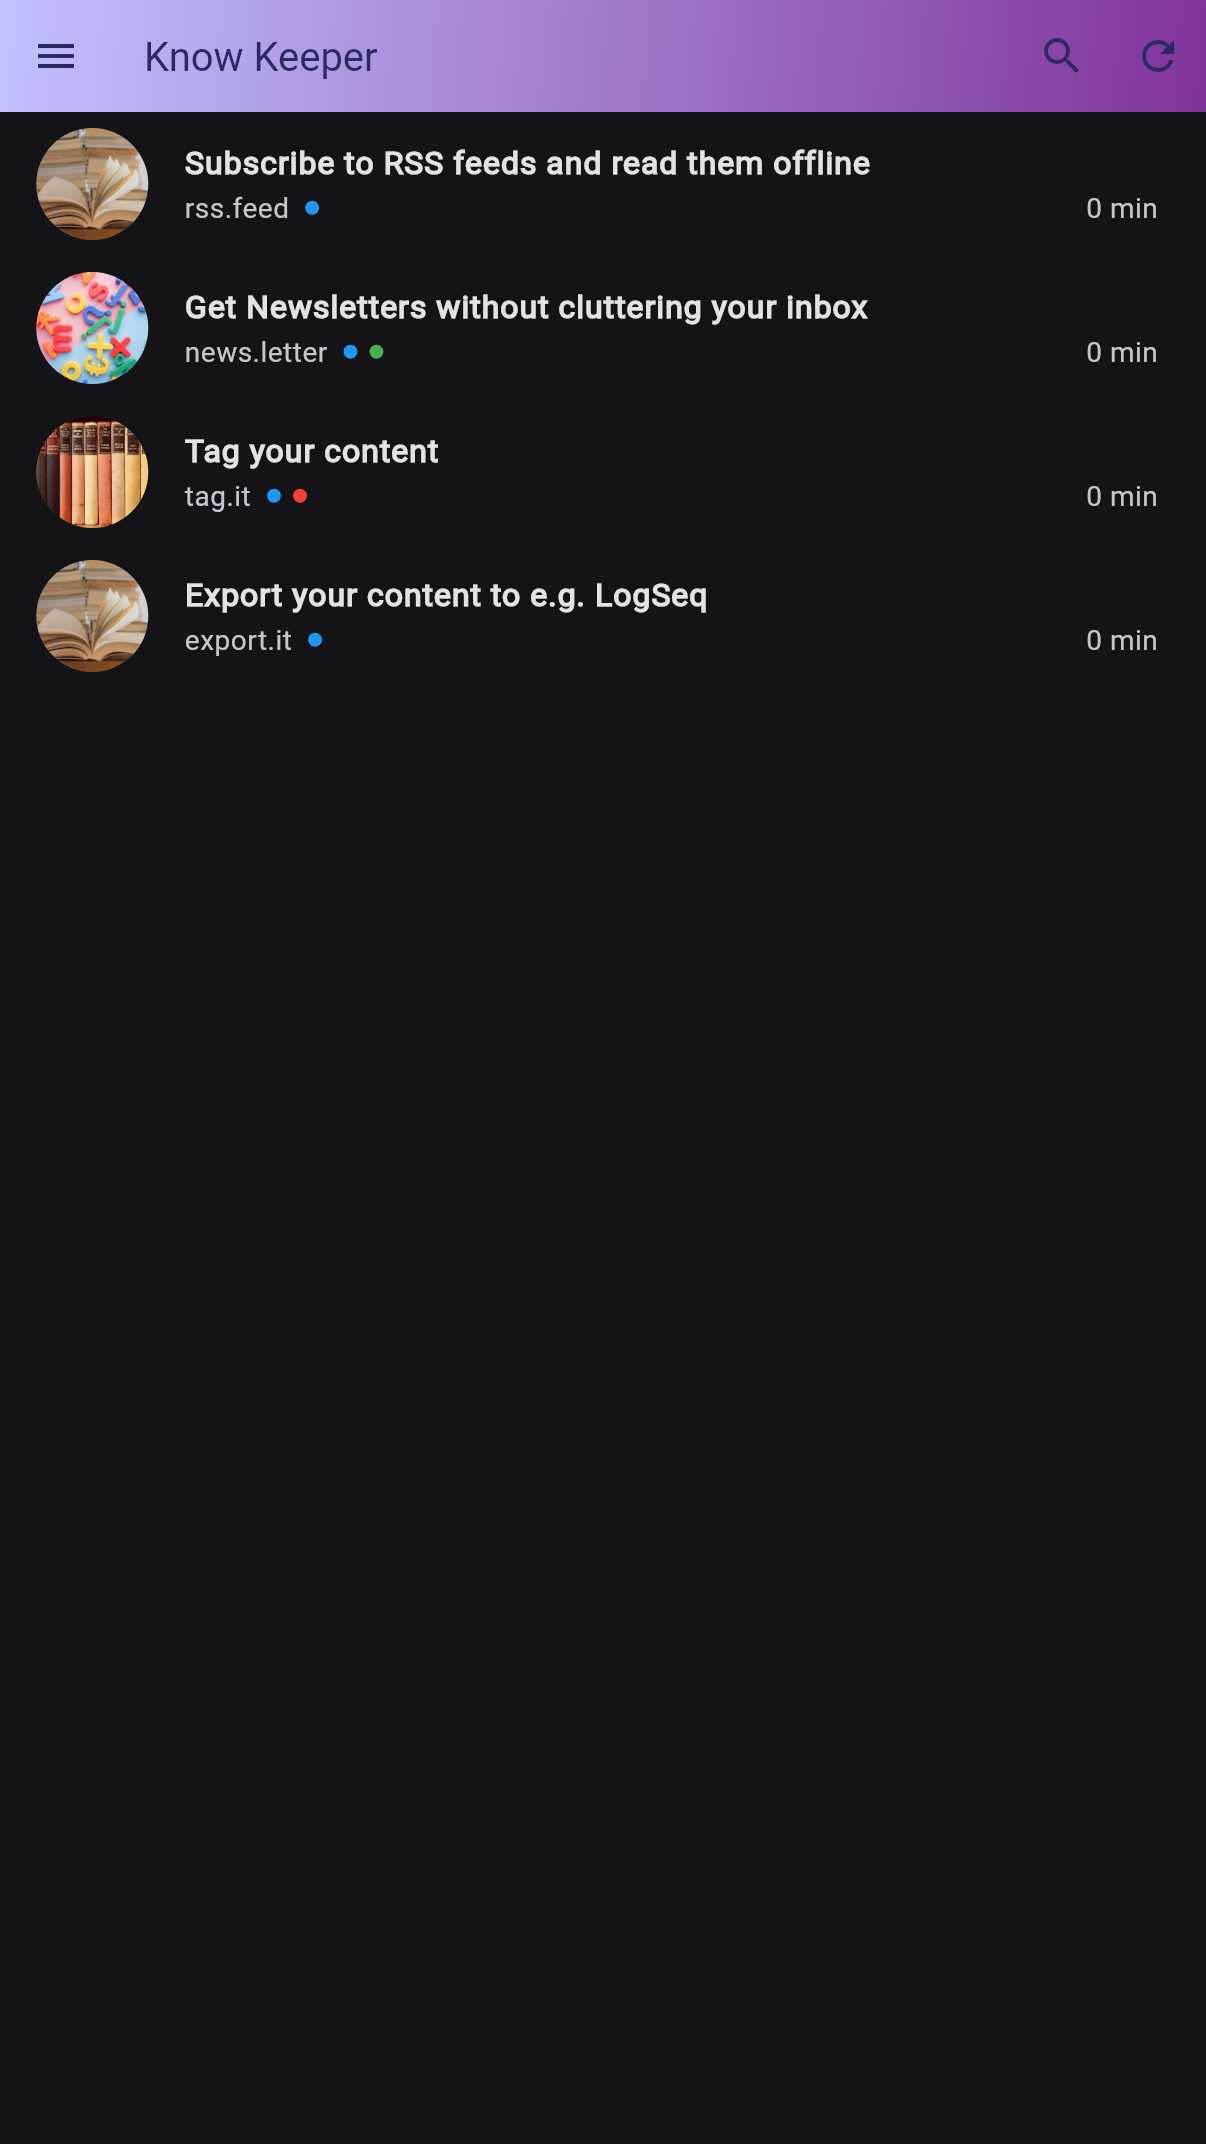 Know Keeper
Subscribe to RSS feeds and read them offline
rss.feed 0 min
Get Newsletters without cluttering your inbox
news.letter 0 min
Tag your content
tag.it 0 min
Export your content to e.g. LogSeq
export.it 0 min